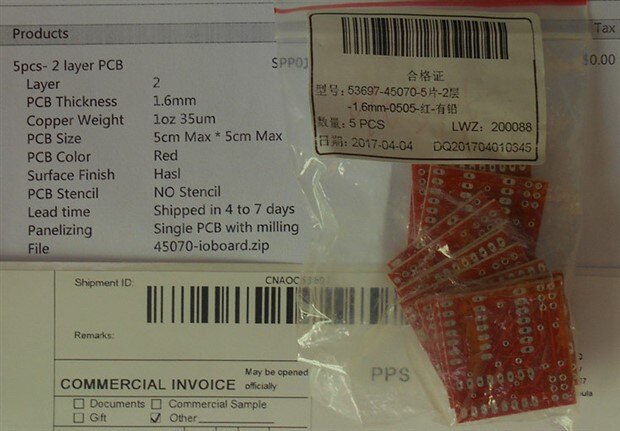 Products
Tax
5pcs- 2 layer PCB
$0.00
Layer 2
PCB Thickness 1.6mm
Copper Weight 1oz 35um
PCB Size 5cm Max * 5cm Max
PCB Color Red
Surface Finish Hasl
PCB Stencil NO Stencil
Lead time Shipped in 4 to 7 days
Panelizing Single PCB with milling
File 45070-ioboard.zip
合格证
型号: 53697-45070-5片-2层
-1.6mm-0505-红-有铅
数量: 5 PCS LWZ: 200088
日期: 2017-04-04 DQ201704010345
Shipment ID:
Remarks:
COMMERCIAL INVOICE
May be opened
officially
Documents Commercial Sample
Gift Other
PPS